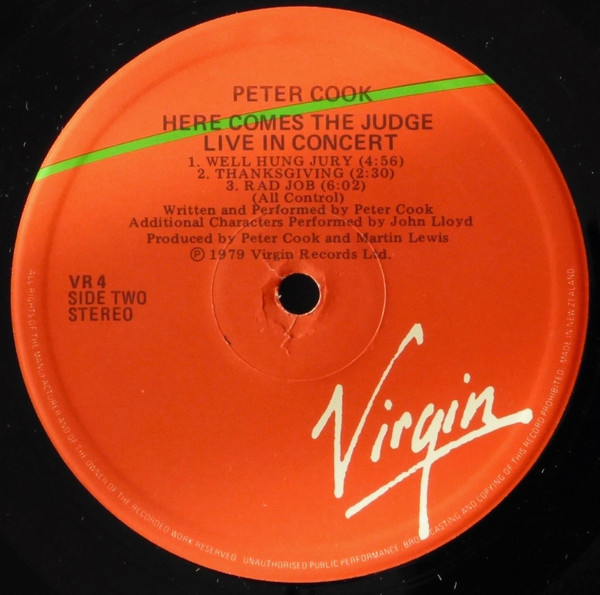 PETER COOK
HERE COMES THE JUDGE
LIVE IN CONCERT
1. WELL HUNG JURY (4:56)
2. THANKSGIVING (2:30)
3. RAD JOB (6:02)
(All Control)
Written and Performed by Peter Cook
Additional Characters Performed by John Lloyd
Produced by Peter Cook and Martin Lewis
℗ 1979 Virgin Records Ltd.
VR 4
SIDE TWO
STEREO
Virgin
ALL RIGHTS OF THE MANUFACTURER AND OF THE OWNER OF THE RECORDED WORK RESERVED. UNAUTHORISED PUBLIC PERFORMANCE, BROADCASTING AND COPYING OF THIS RECORD PROHIBITED. MADE IN NEW ZEALAND.